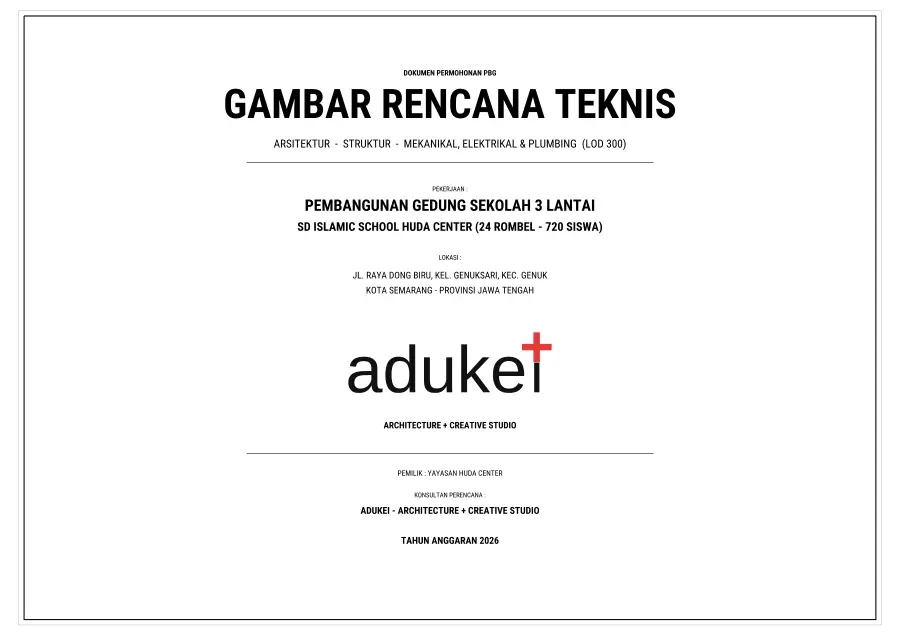 DOKUMEN PERMOHONAN PBG
GAMBAR RENCANA TEKNIS
ARSITEKTUR - STRUKTUR - MEKANIKAL, ELEKTRIKAL & PLUMBING (LOD 300)
PEKERJAAN :
PEMBANGUNAN GEDUNG SEKOLAH 3 LANTAI
SD ISLAMIC SCHOOL HUDA CENTER (24 ROMBEL - 720 SISWA)
LOKASI :
JL. RAYA DONG BIRU, KEL. GENUKSARI, KEC. GENUK
KOTA SEMARANG - PROVINSI JAWA TENGAH
adukei
ARCHITECTURE + CREATIVE STUDIO
PEMILIK : YAYASAN HUDA CENTER
KONSULTAN PERENCANA :
ADUKEI - ARCHITECTURE + CREATIVE STUDIO
TAHUN ANGGARAN 2026